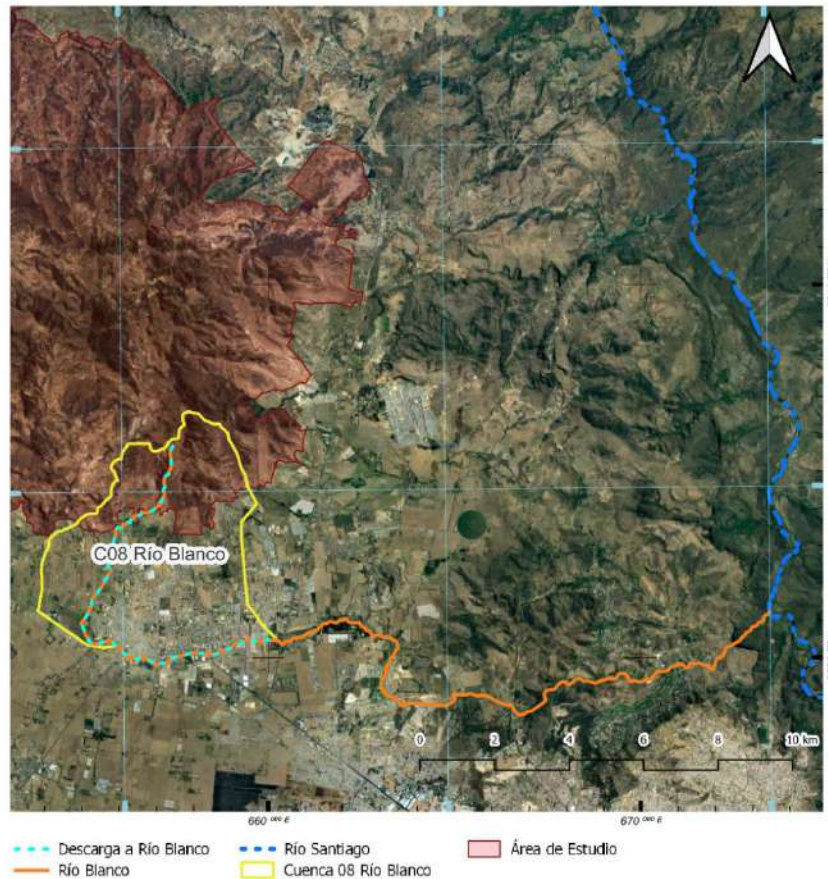 C08 Río Blanco
0 2 4 6 8 10 km
660 000 E 670 000 E
Descarga a Río Blanco Río Santiago Área de Estudio
Río Blanco Cuenca 08 Río Blanco